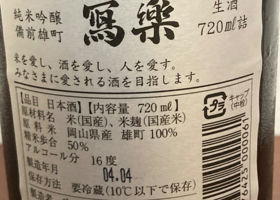 純米吟醸
備前雄町
寫樂
生酒
720ml詰
米を愛し、酒を愛し、人を愛す。
みなさまに愛される酒を目指します。
【品目 日本酒】【内容量 720ml】
原材料名 米(国産)、米麹(国産米)
原料米 岡山県産 雄町 100%
精米歩合 50%
アルコール分 16度
製造年月 04.04
保存方法 要冷蔵(10℃以下で保存)
キャップ
(中栓)